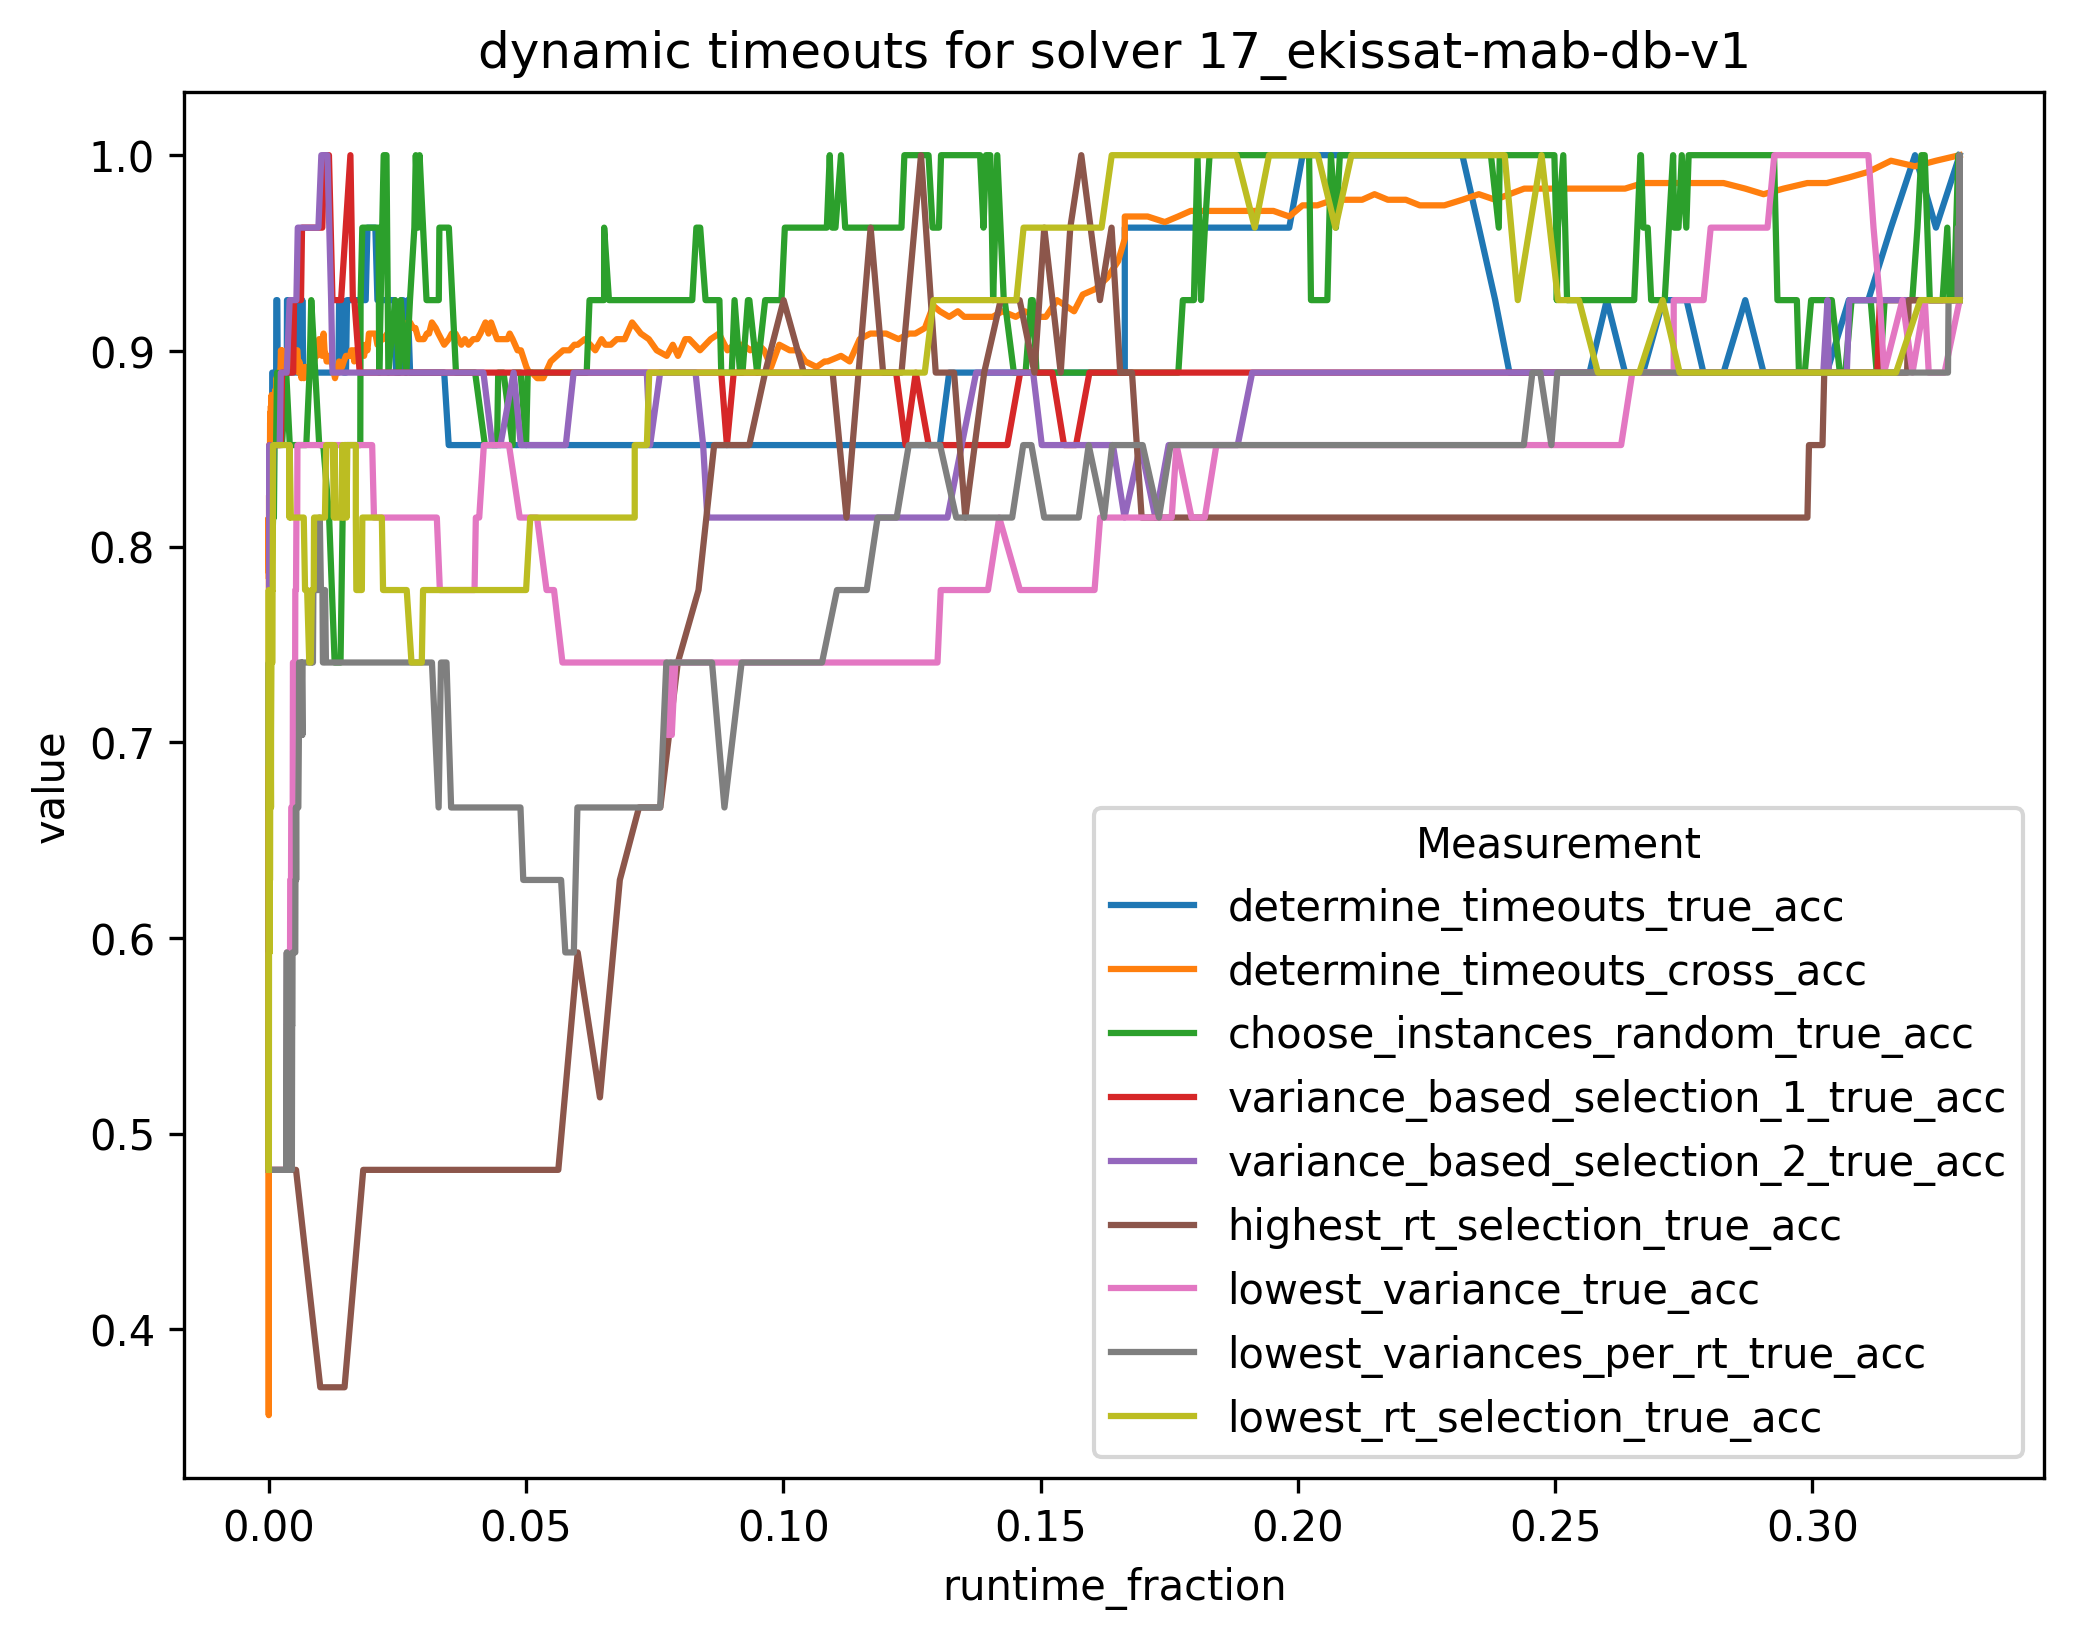 dynamic timeouts for solver 17_ekissat-mab-db-v1
1.0
0.9
0.8
0.7
0.6
0.5
0.4
value
Measurement
determine_timeouts_true_acc
determine_timeouts_cross_acc
choose_instances_random_true_acc
variance_based_selection_1_true_acc
variance_based_selection_2_true_acc
highest_rt_selection_true_acc
lowest_variance_true_acc
lowest_variances_per_rt_true_acc
lowest_rt_selection_true_acc
0.00 0.05 0.10 0.15 0.20 0.25 0.30
runtime_fraction